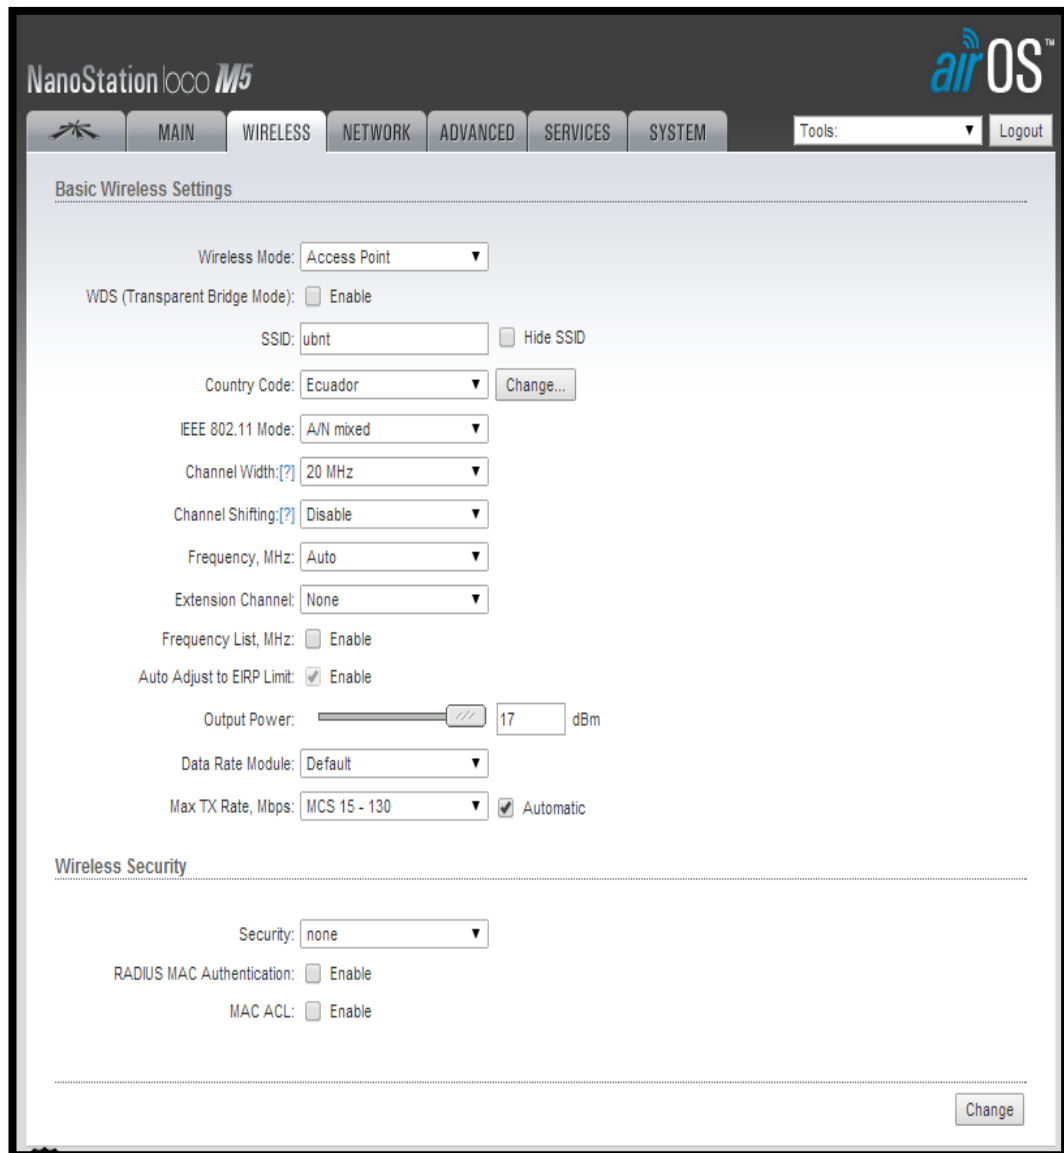 NanoStation loco M5
airOS™
MAIN WIRELESS NETWORK ADVANCED SERVICES SYSTEM Tools: Logout
Basic Wireless Settings
Wireless Mode: Access Point
WDS (Transparent Bridge Mode): Enable
SSID: ubnt Hide SSID
Country Code: Ecuador Change...
IEEE 802.11 Mode: A/N mixed
Channel Width:[?] 20 MHz
Channel Shifting:[?] Disable
Frequency, MHz: Auto
Extension Channel: None
Frequency List, MHz: Enable
Auto Adjust to EIRP Limit: Enable
Output Power: 17 dBm
Data Rate Module: Default
Max TX Rate, Mbps: MCS 15 - 130 Automatic
Wireless Security
Security: none
RADIUS MAC Authentication: Enable
MAC ACL: Enable
Change